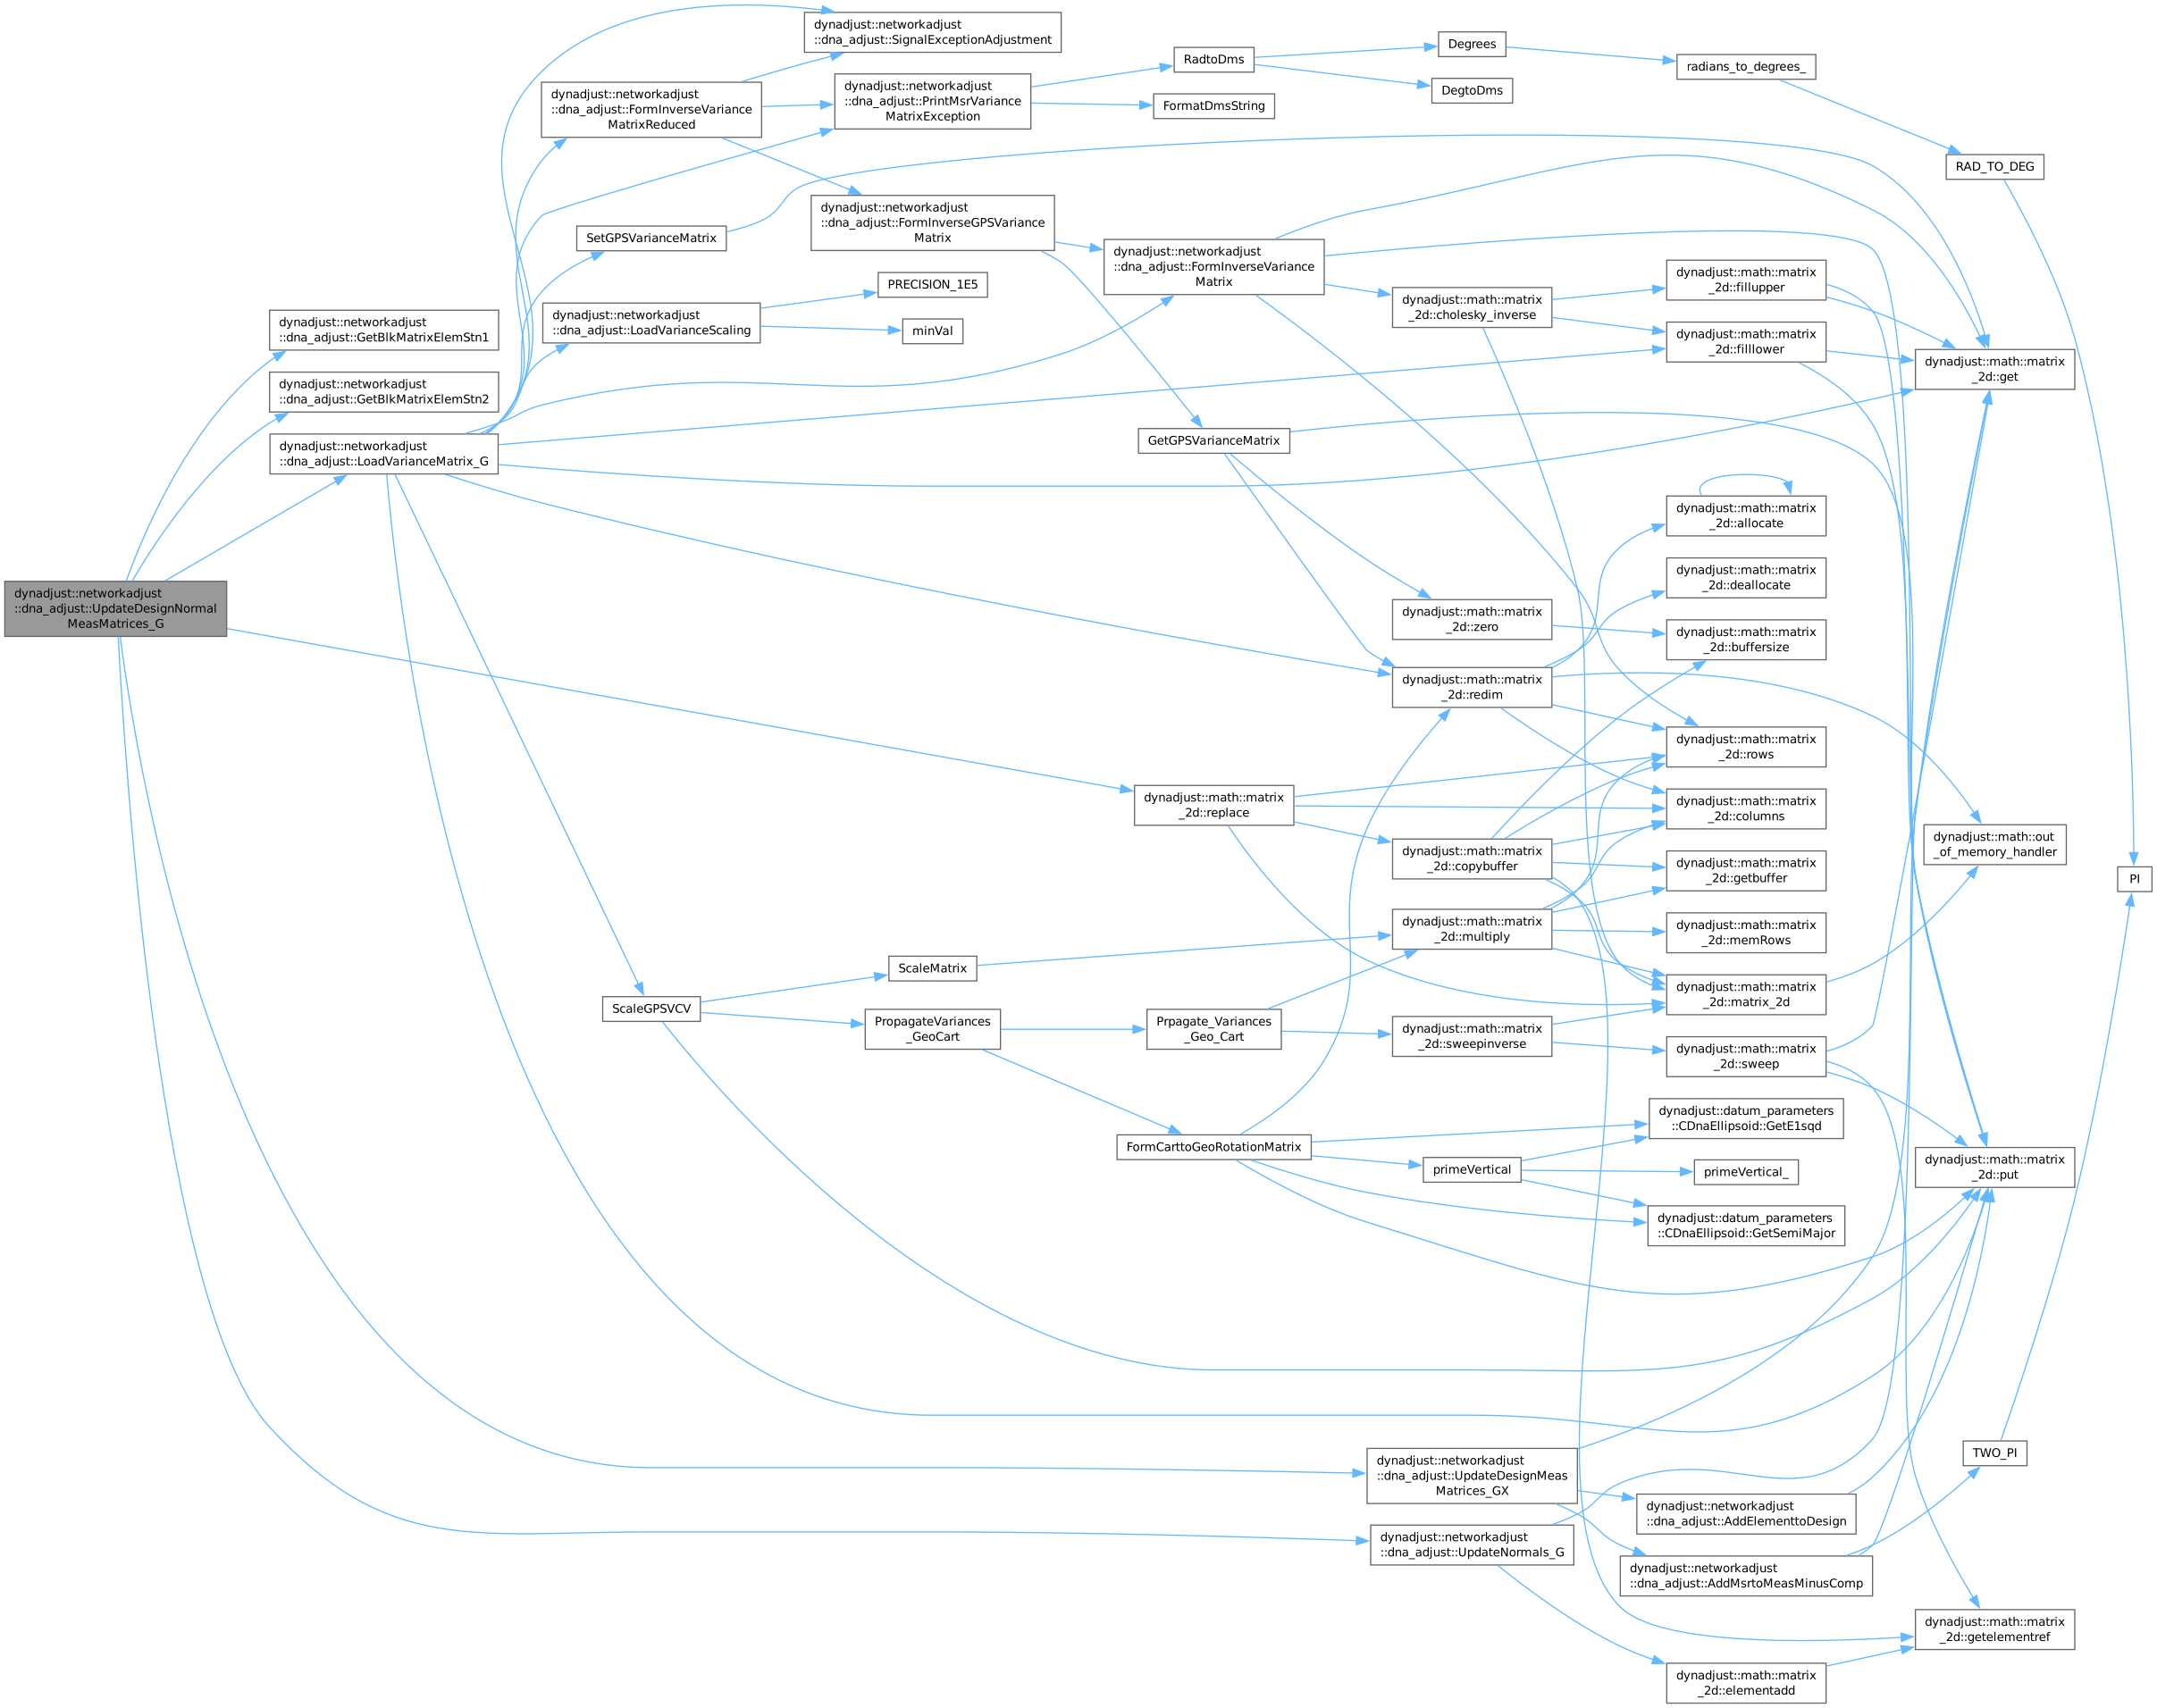 dynadjust::networkadjust
::dna_adjust::UpdateDesignNormal
MeasMatrices_G
dynadjust::networkadjust
::dna_adjust::GetBlkMatrixElemStn1
dynadjust::networkadjust
::dna_adjust::GetBlkMatrixElemStn2
dynadjust::networkadjust
::dna_adjust::LoadVarianceMatrix_G
dynadjust::networkadjust
::dna_adjust::SignalExceptionAdjustment
dynadjust::networkadjust
::dna_adjust::FormInverseVariance
MatrixReduced
dynadjust::networkadjust
::dna_adjust::PrintMsrVariance
MatrixException
RadtoDms
FormatDmsString
Degrees
DegtoDms
radians_to_degrees_
RAD_TO_DEG
PI
SetGPSVarianceMatrix
dynadjust::networkadjust
::dna_adjust::FormInverseGPSVariance
Matrix
dynadjust::networkadjust
::dna_adjust::LoadVarianceScaling
PRECISION_1E5
minVal
dynadjust::networkadjust
::dna_adjust::FormInverseVariance
Matrix
dynadjust::math::matrix
_2d::cholesky_inverse
dynadjust::math::matrix
_2d::fillupper
dynadjust::math::matrix
_2d::filllower
dynadjust::math::matrix
_2d::get
GetGPSVarianceMatrix
dynadjust::math::matrix
_2d::allocate
dynadjust::math::matrix
_2d::deallocate
dynadjust::math::matrix
_2d::zero
dynadjust::math::matrix
_2d::buffersize
dynadjust::math::matrix
_2d::redim
dynadjust::math::matrix
_2d::rows
dynadjust::math::matrix
_2d::replace
dynadjust::math::matrix
_2d::columns
dynadjust::math::out
_of_memory_handler
dynadjust::math::matrix
_2d::copybuffer
dynadjust::math::matrix
_2d::getbuffer
dynadjust::math::matrix
_2d::multiply
dynadjust::math::matrix
_2d::memRows
ScaleMatrix
ScaleGPSVCV
PropagateVariances
_GeoCart
Prpagate_Variances
_Geo_Cart
dynadjust::math::matrix
_2d::sweepinverse
dynadjust::math::matrix
_2d::matrix_2d
dynadjust::math::matrix
_2d::sweep
FormCarttoGeoRotationMatrix
dynadjust::datum_parameters
::CDnaEllipsoid::GetE1sqd
primeVertical
primeVertical_
dynadjust::datum_parameters
::CDnaEllipsoid::GetSemiMajor
dynadjust::math::matrix
_2d::put
dynadjust::networkadjust
::dna_adjust::UpdateDesignMeas
Matrices_GX
TWO_PI
dynadjust::networkadjust
::dna_adjust::AddElementtoDesign
dynadjust::networkadjust
::dna_adjust::UpdateNormals_G
dynadjust::networkadjust
::dna_adjust::AddMsrtoMeasMinusComp
dynadjust::math::matrix
_2d::getelementref
dynadjust::math::matrix
_2d::elementadd